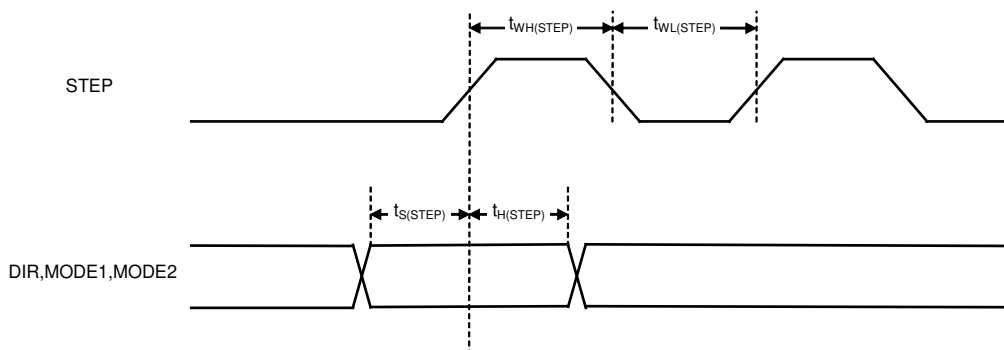 tWH(STEP) tWL(STEP)
STEP
tS(STEP) tH(STEP)
DIR,MODE1,MODE2